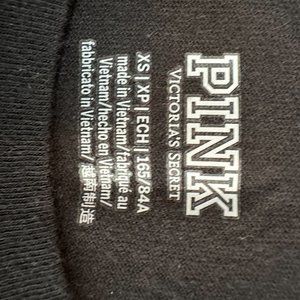 PINK
VICTORIA'S SECRET
XS | XP | ECH | 165/84A
made in Vietnam/fabriqué au
Vietnam/hecho en Vietnam/
fabbricato in Vietnam/ 越南制造